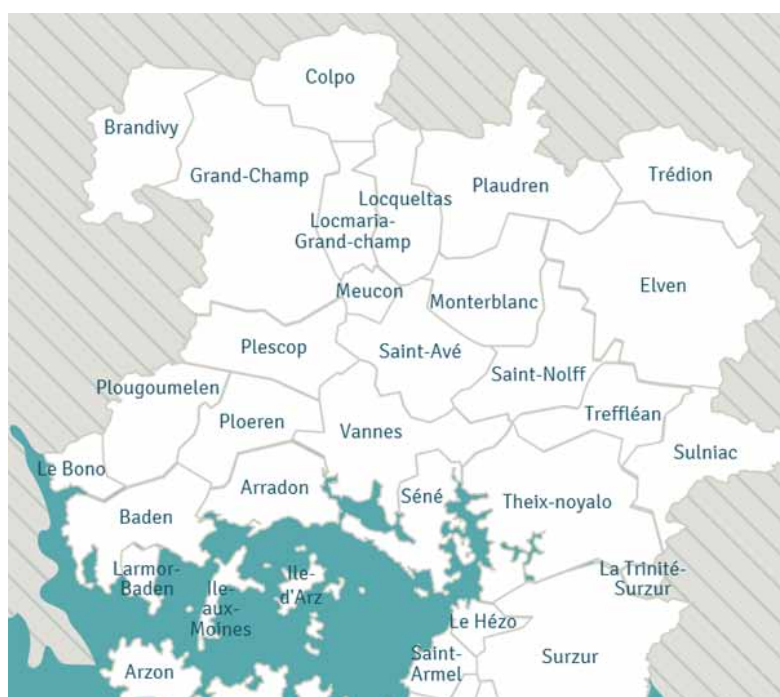 Colpo
Brandivy
Grand-Champ
Locqueltas
Plaudren
Trédion
Locmaria-
Grand-champ
Meucon
Monterblanc
Elven
Plescop
Saint-Avé
Saint-Nolff
Plougoumelen
Ploeren
Vannes
Treffléan
Sulniac
Le Bono
Arradon
Séné
Theix-noyalo
Baden
Larmor-
Baden
Ile-
aux-
Moines
Ile-
d'Arz
La Trinité-
Surzur
Le Hézo
Saint-
Armel
Surzur
Arzon